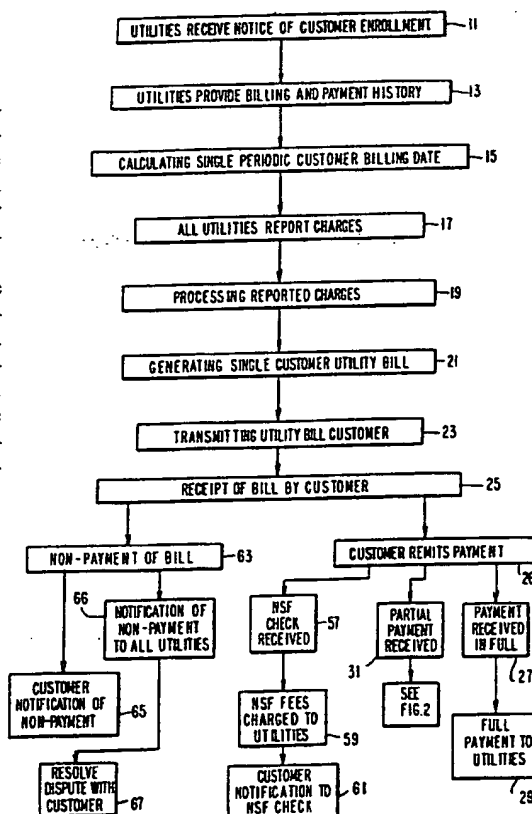 UTILITIES RECEIVE NOTICE OF CUSTOMER ENROLLMENT
11
UTILITIES PROVIDE BILLING AND PAYMENT HISTORY
13
CALCULATING SINGLE PERIODIC CUSTOMER BILLING DATE
15
ALL UTILITIES REPORT CHARGES
17
PROCESSING REPORTED CHARGES
19
GENERATING SINGLE CUSTOMER UTILITY BILL
21
TRANSMITTING UTILITY BILL CUSTOMER
23
RECEIPT OF BILL BY CUSTOMER
25
NON-PAYMENT OF BILL
63
CUSTOMER REMITS PAYMENT
26
66
NOTIFICATION OF
NON-PAYMENT
TO ALL UTILITIES
NSF
CHECK
RECEIVED
57
PARTIAL
PAYMENT
RECEIVED
31
PAYMENT
RECEIVED
IN FULL
27
CUSTOMER
NOTIFICATION OF
NON-PAYMENT
65
NSF FEES
CHARGED TO
UTILITIES
59
SEE
FIG.2
FULL
PAYMENT TO
UTILITIES
29
RESOLVE
DISPUTE WITH
CUSTOMER
67
CUSTOMER
NOTIFICATION TO
NSF CHECK
61